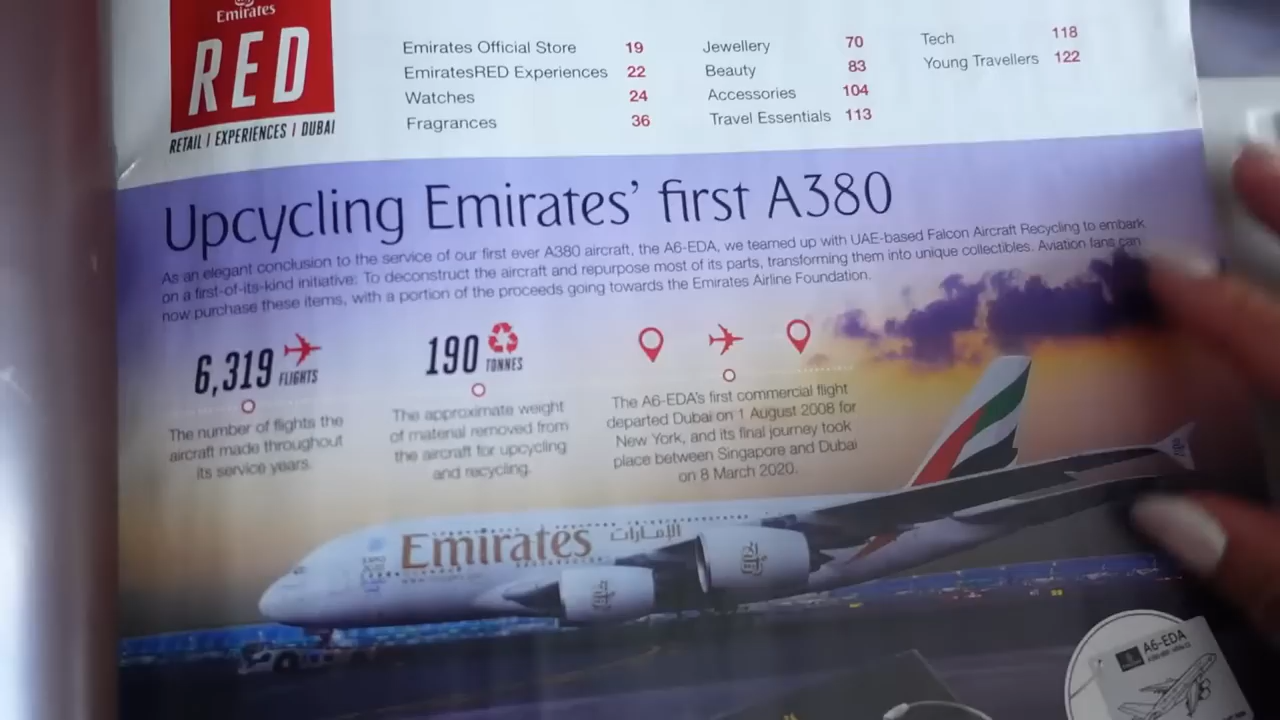 Emirates
RED
RETAIL I EXPERIENCES I DUBAI
Emirates Official Store 19
EmiratesRED Experiences 22
Watches 24
Fragrances 36
Jewellery 70
Beauty 83
Accessories 104
Travel Essentials 113
Tech 118
Young Travellers 122
Upcycling Emirates' first A380
As an elegant conclusion to the service of our first ever A380 aircraft, the A6-EDA, we teamed up with UAE-based Falcon Aircraft Recycling to embark
on a first-of-its-kind initiative: To deconstruct the aircraft and repurpose most of its parts, transforming them into unique collectibles. Aviation fans can
now purchase these items, with a portion of the proceeds going towards the Emirates Airline Foundation.
6,319 FLIGHTS
The number of flights the
aircraft made throughout
its service years.
190 TONNES
The approximate weight
of material removed from
the aircraft for upcycling
and recycling.
The A6-EDA's first commercial flight
departed Dubai on 1 August 2008 for
New York, and its final journey took
place between Singapore and Dubai
on 8 March 2020.
Emirates الإمارات
A6-EDA